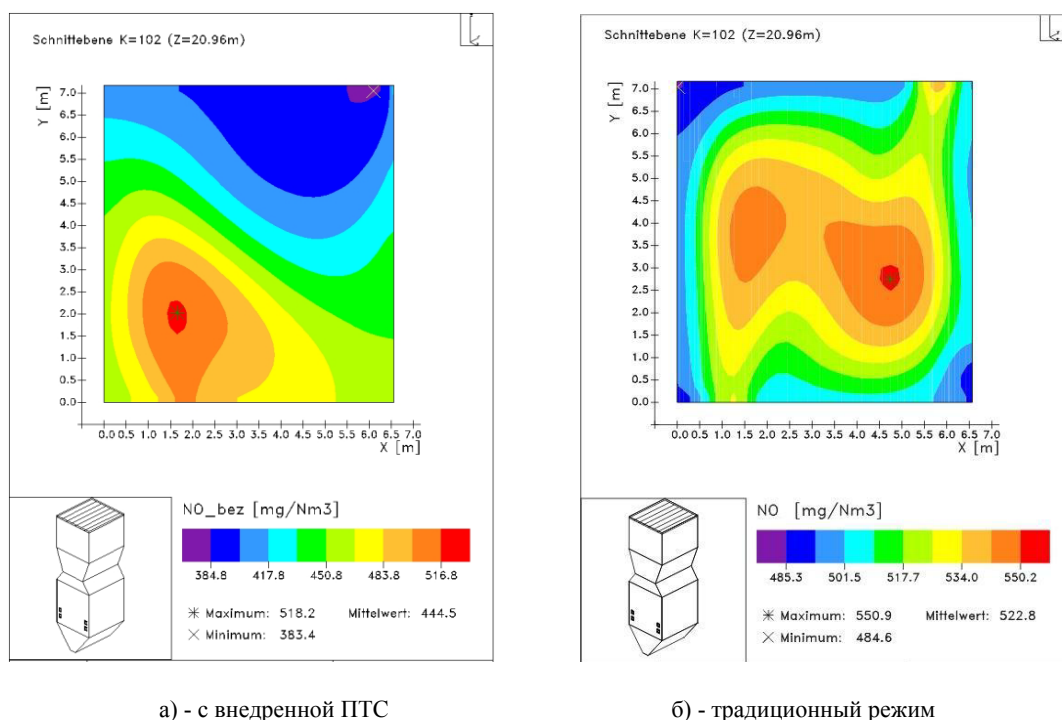 Schnittebene K=102 (Z=20.96m)
Y [m]
7.0
6.5
6.0
5.5
5.0
4.5
4.0
3.5
3.0
2.5
2.0
1.5
1.0
0.5
0.0
0.0 0.5 1.0 1.5 2.0 2.5 3.0 3.5 4.0 4.5 5.0 5.5 6.0 6.5 7.0
X [m]
NO_bez [mg/Nm3]
384.8 417.8 450.8 483.8 516.8
Maximum: 518.2 Mittelwert: 444.5
Minimum: 383.4
а) - с внедренной ПТС
Schnittebene K=102 (Z=20.96m)
Y [m]
7.0
6.5
6.0
5.5
5.0
4.5
4.0
3.5
3.0
2.5
2.0
1.5
1.0
0.5
0.0
0.0 0.5 1.0 1.5 2.0 2.5 3.0 3.5 4.0 4.5 5.0 5.5 6.0 6.5 7.0
X [m]
NO [mg/Nm3]
485.3 501.5 517.7 534.0 550.2
Maximum: 550.9 Mittelwert: 522.8
Minimum: 484.6
б) - традиционный режим